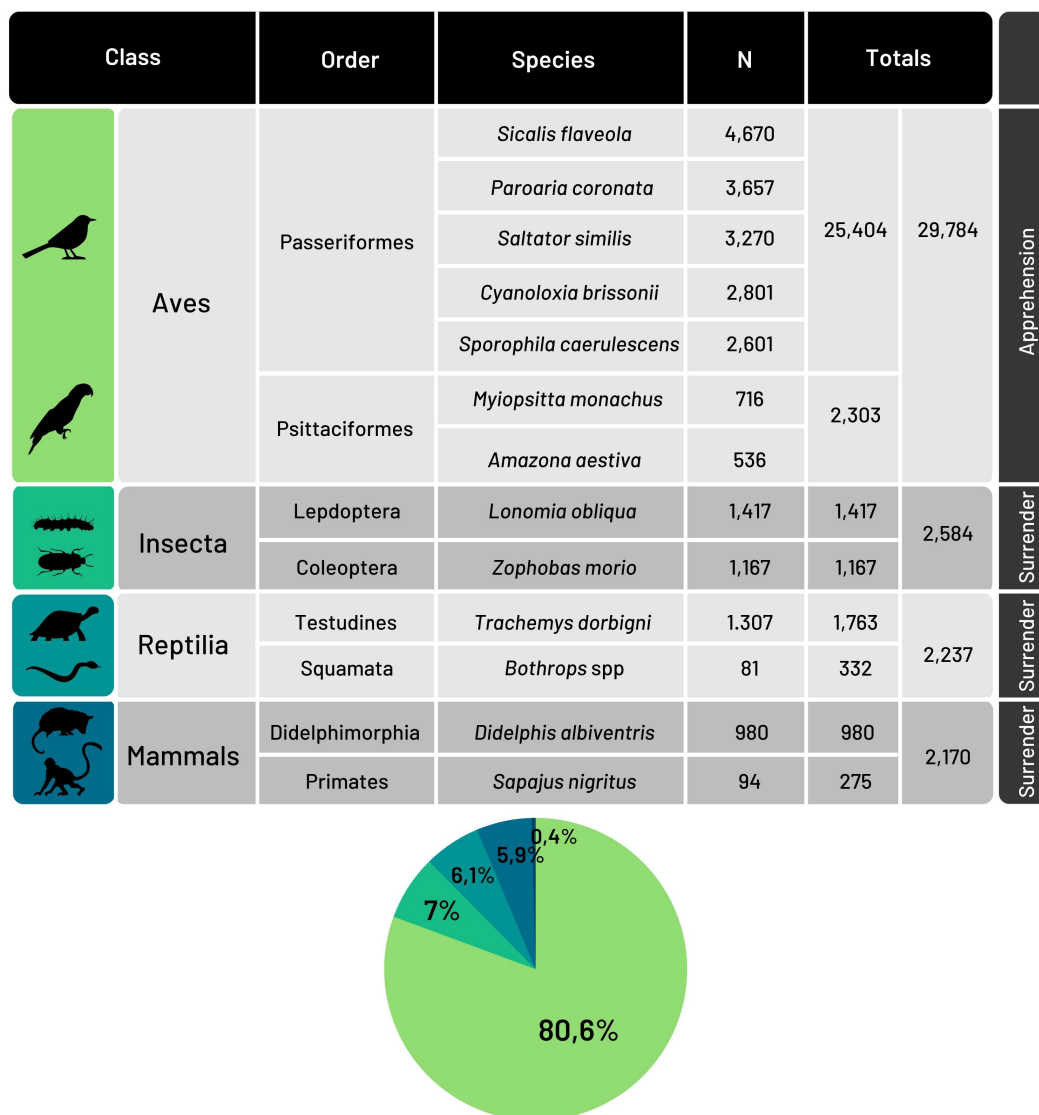 Class Order Species N Totals
Aves Passeriformes Sicalis flaveola 4,670 25,404 29,784 Apprehension
Paroaria coronata 3,657
Saltator similis 3,270
Cyanoloxia brissonii 2,801
Sporophila caerulescens 2,601
Psittaciformes Myiopsitta monachus 716 2,303
Amazona aestiva 536
Insecta Lepdoptera Lonomia obliqua 1,417 1,417 2,584 Surrender
Coleoptera Zophobas morio 1,167 1,167
Reptilia Testudines Trachemys dorbigni 1.307 1,763 2,237 Surrender
Squamata Bothrops spp 81 332
Mammals Didelphimorphia Didelphis albiventris 980 980 2,170 Surrender
Primates Sapajus nigritus 94 275
0,4%
5,9%
6,1%
7%
80,6%